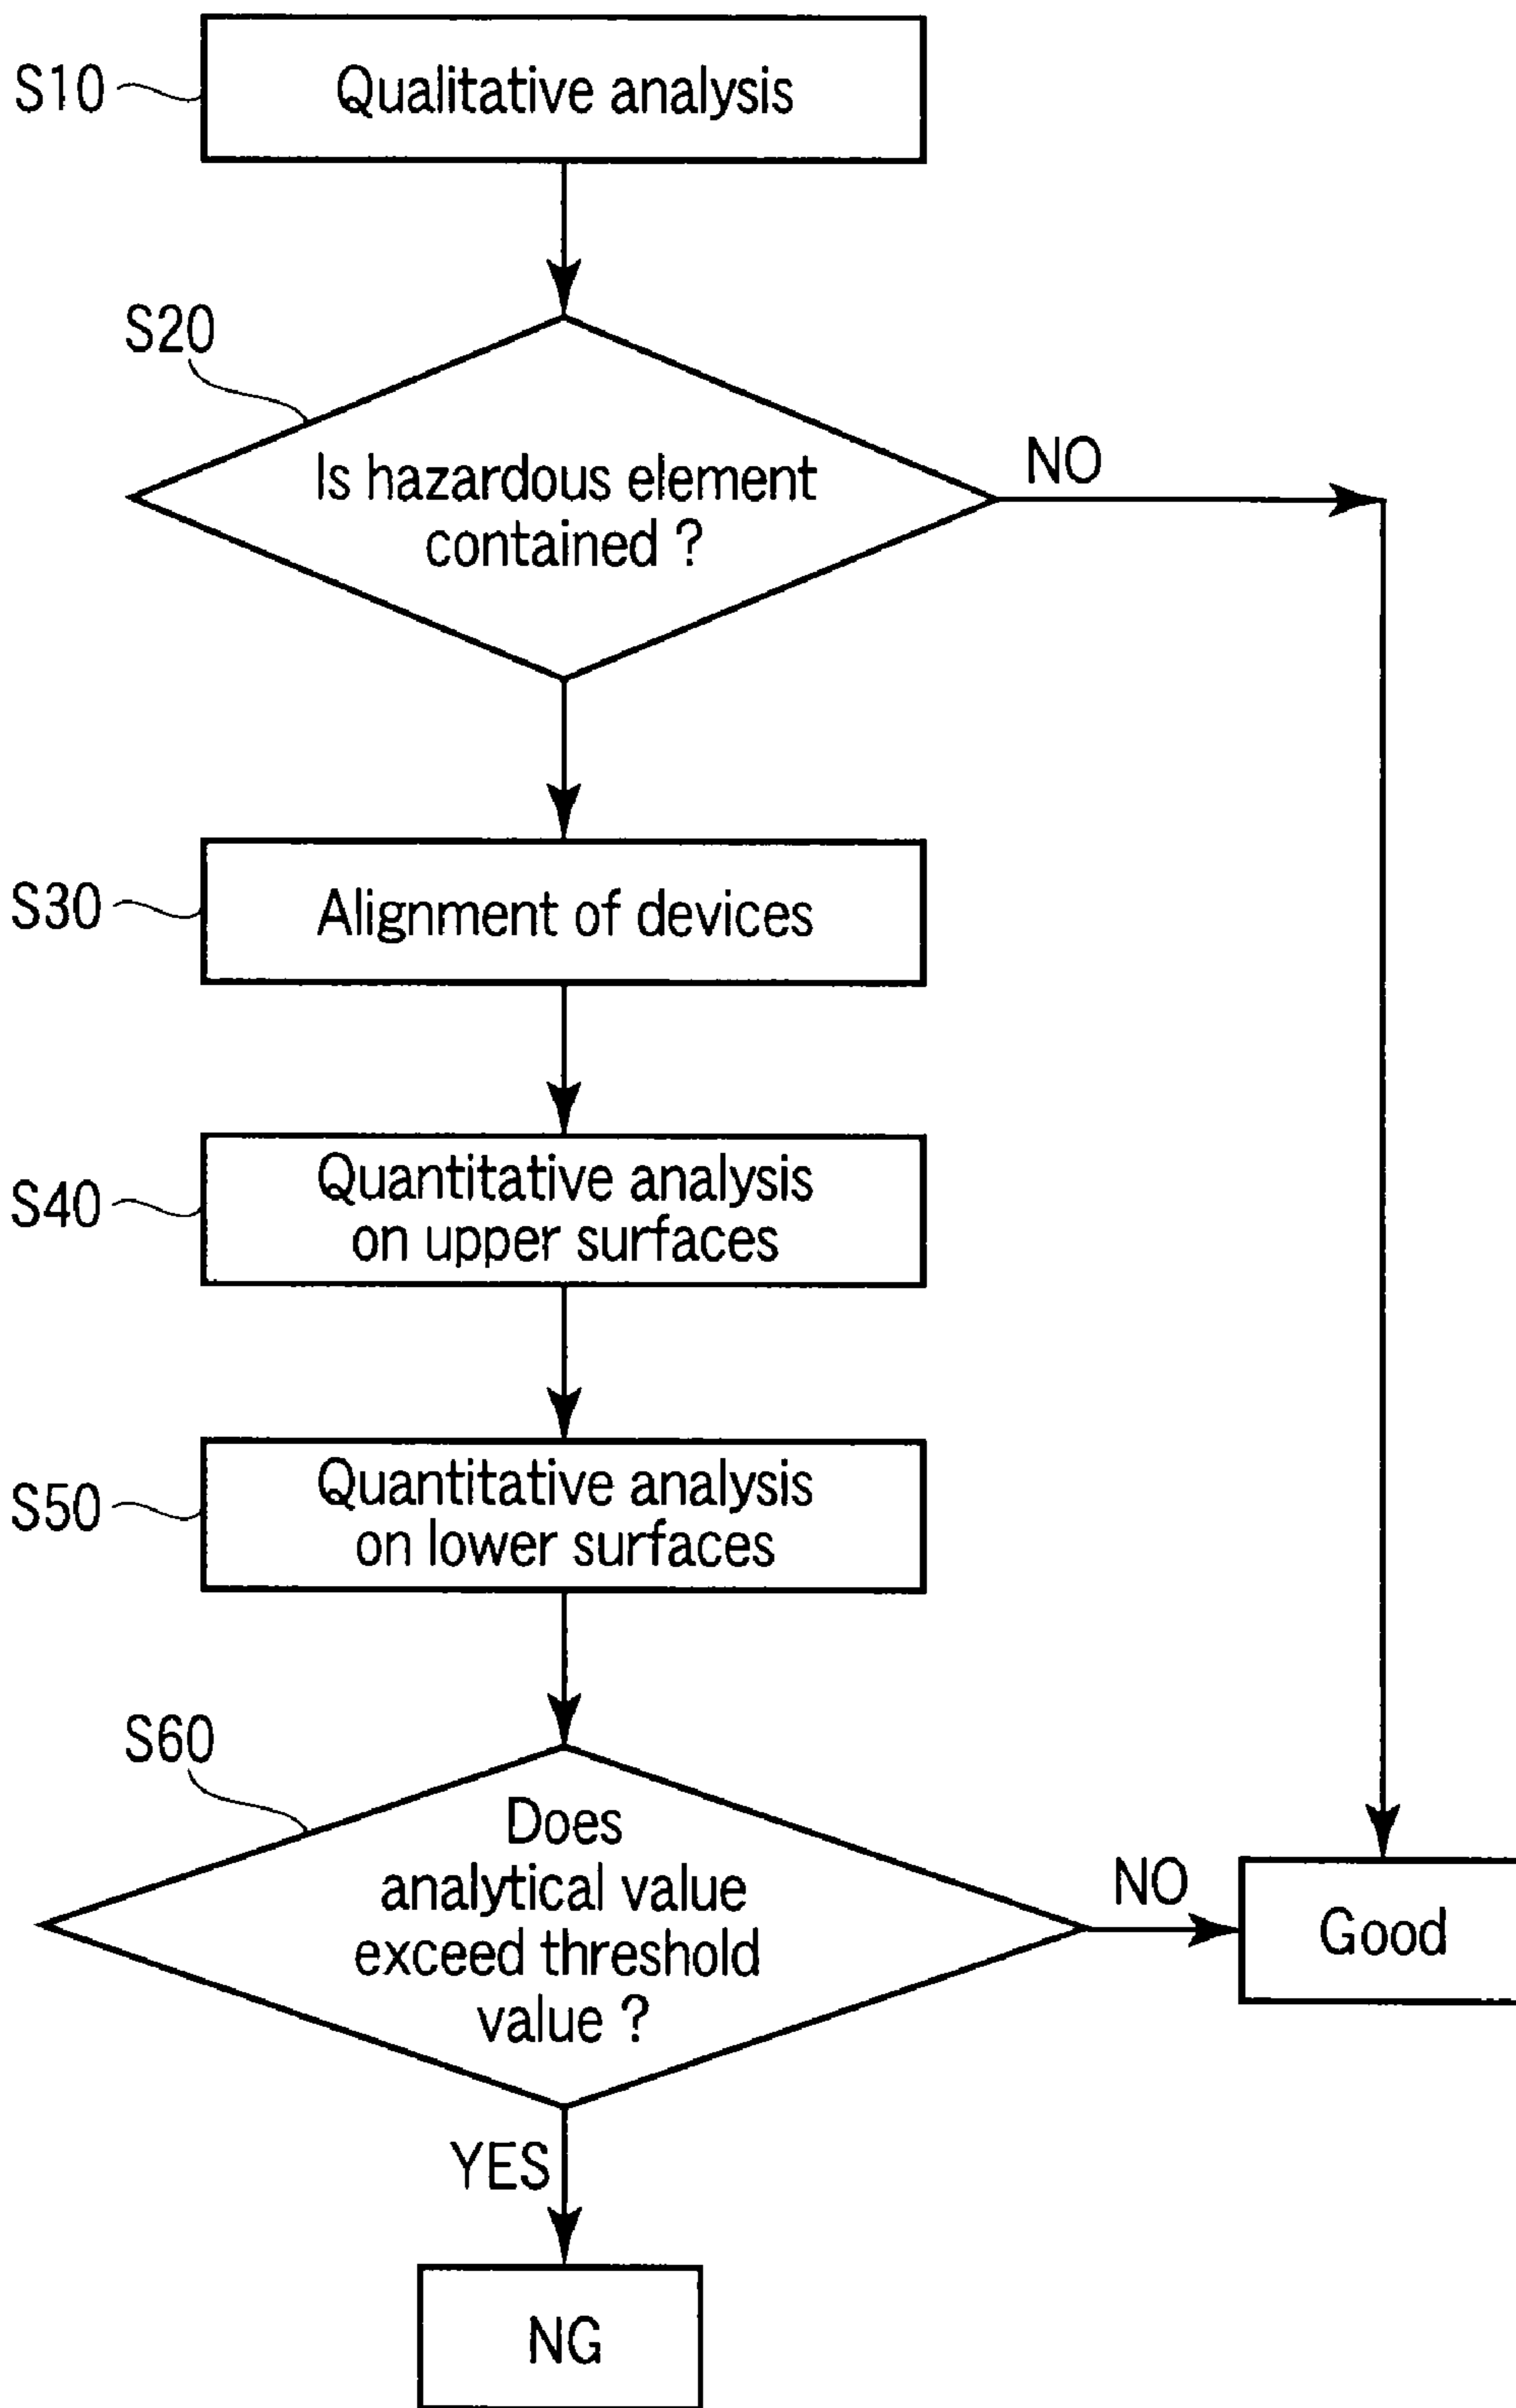 S10
Qualitative analysis
S20
Is hazardous element
contained ?
NO
S30
Alignment of devices
S40
Quantitative analysis
on upper surfaces
S50
Quantitative analysis
on lower surfaces
S60
Does
analytical value
exceed threshold
value ?
NO
Good
YES
NG